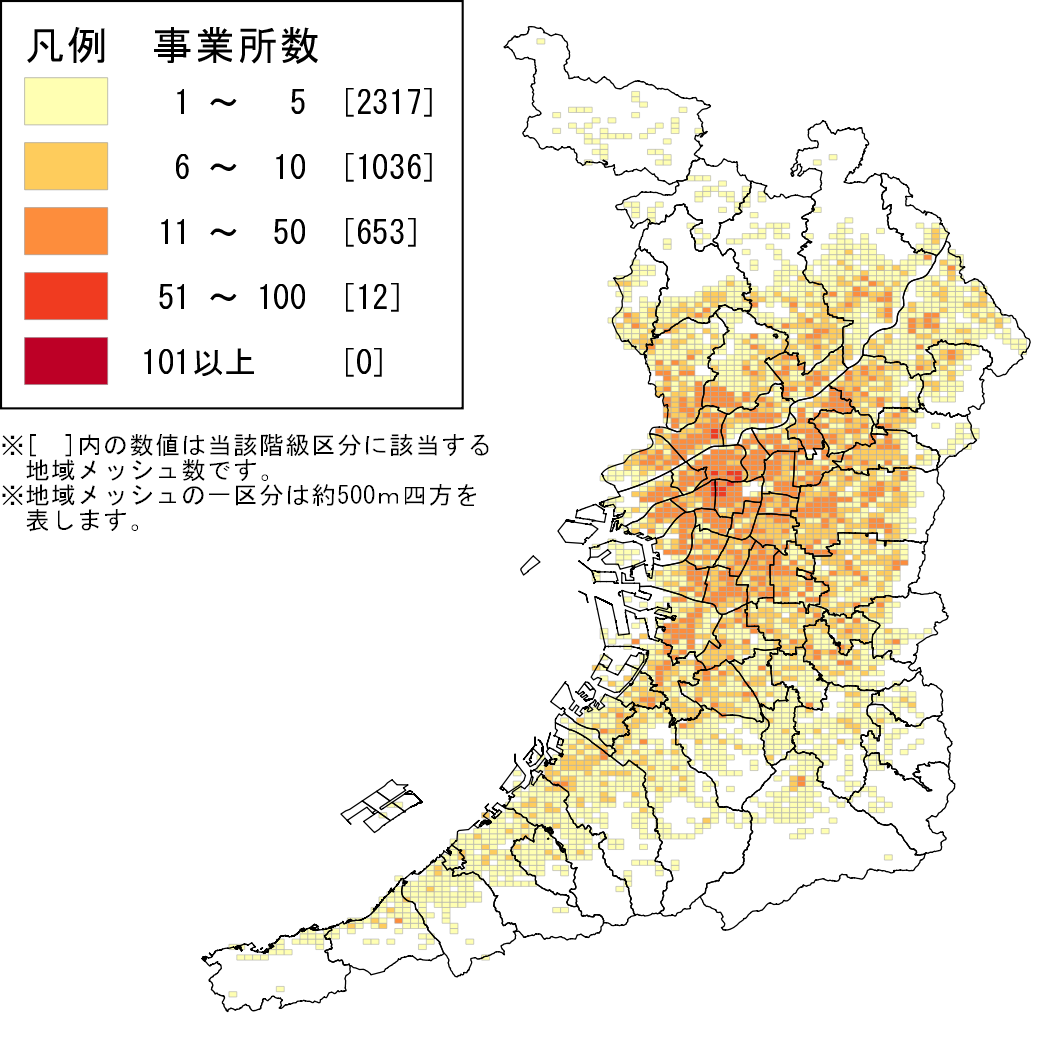 凡例 事業所数
1 ～ 5 [2317]
6 ～ 10 [1036]
11 ～ 50 [653]
51 ～ 100 [12]
101以上 [0]
※[ ]内の数値は当該階級区分に該当する
地域メッシュ数です。
※地域メッシュの一区分は約500ｍ四方を
表します。